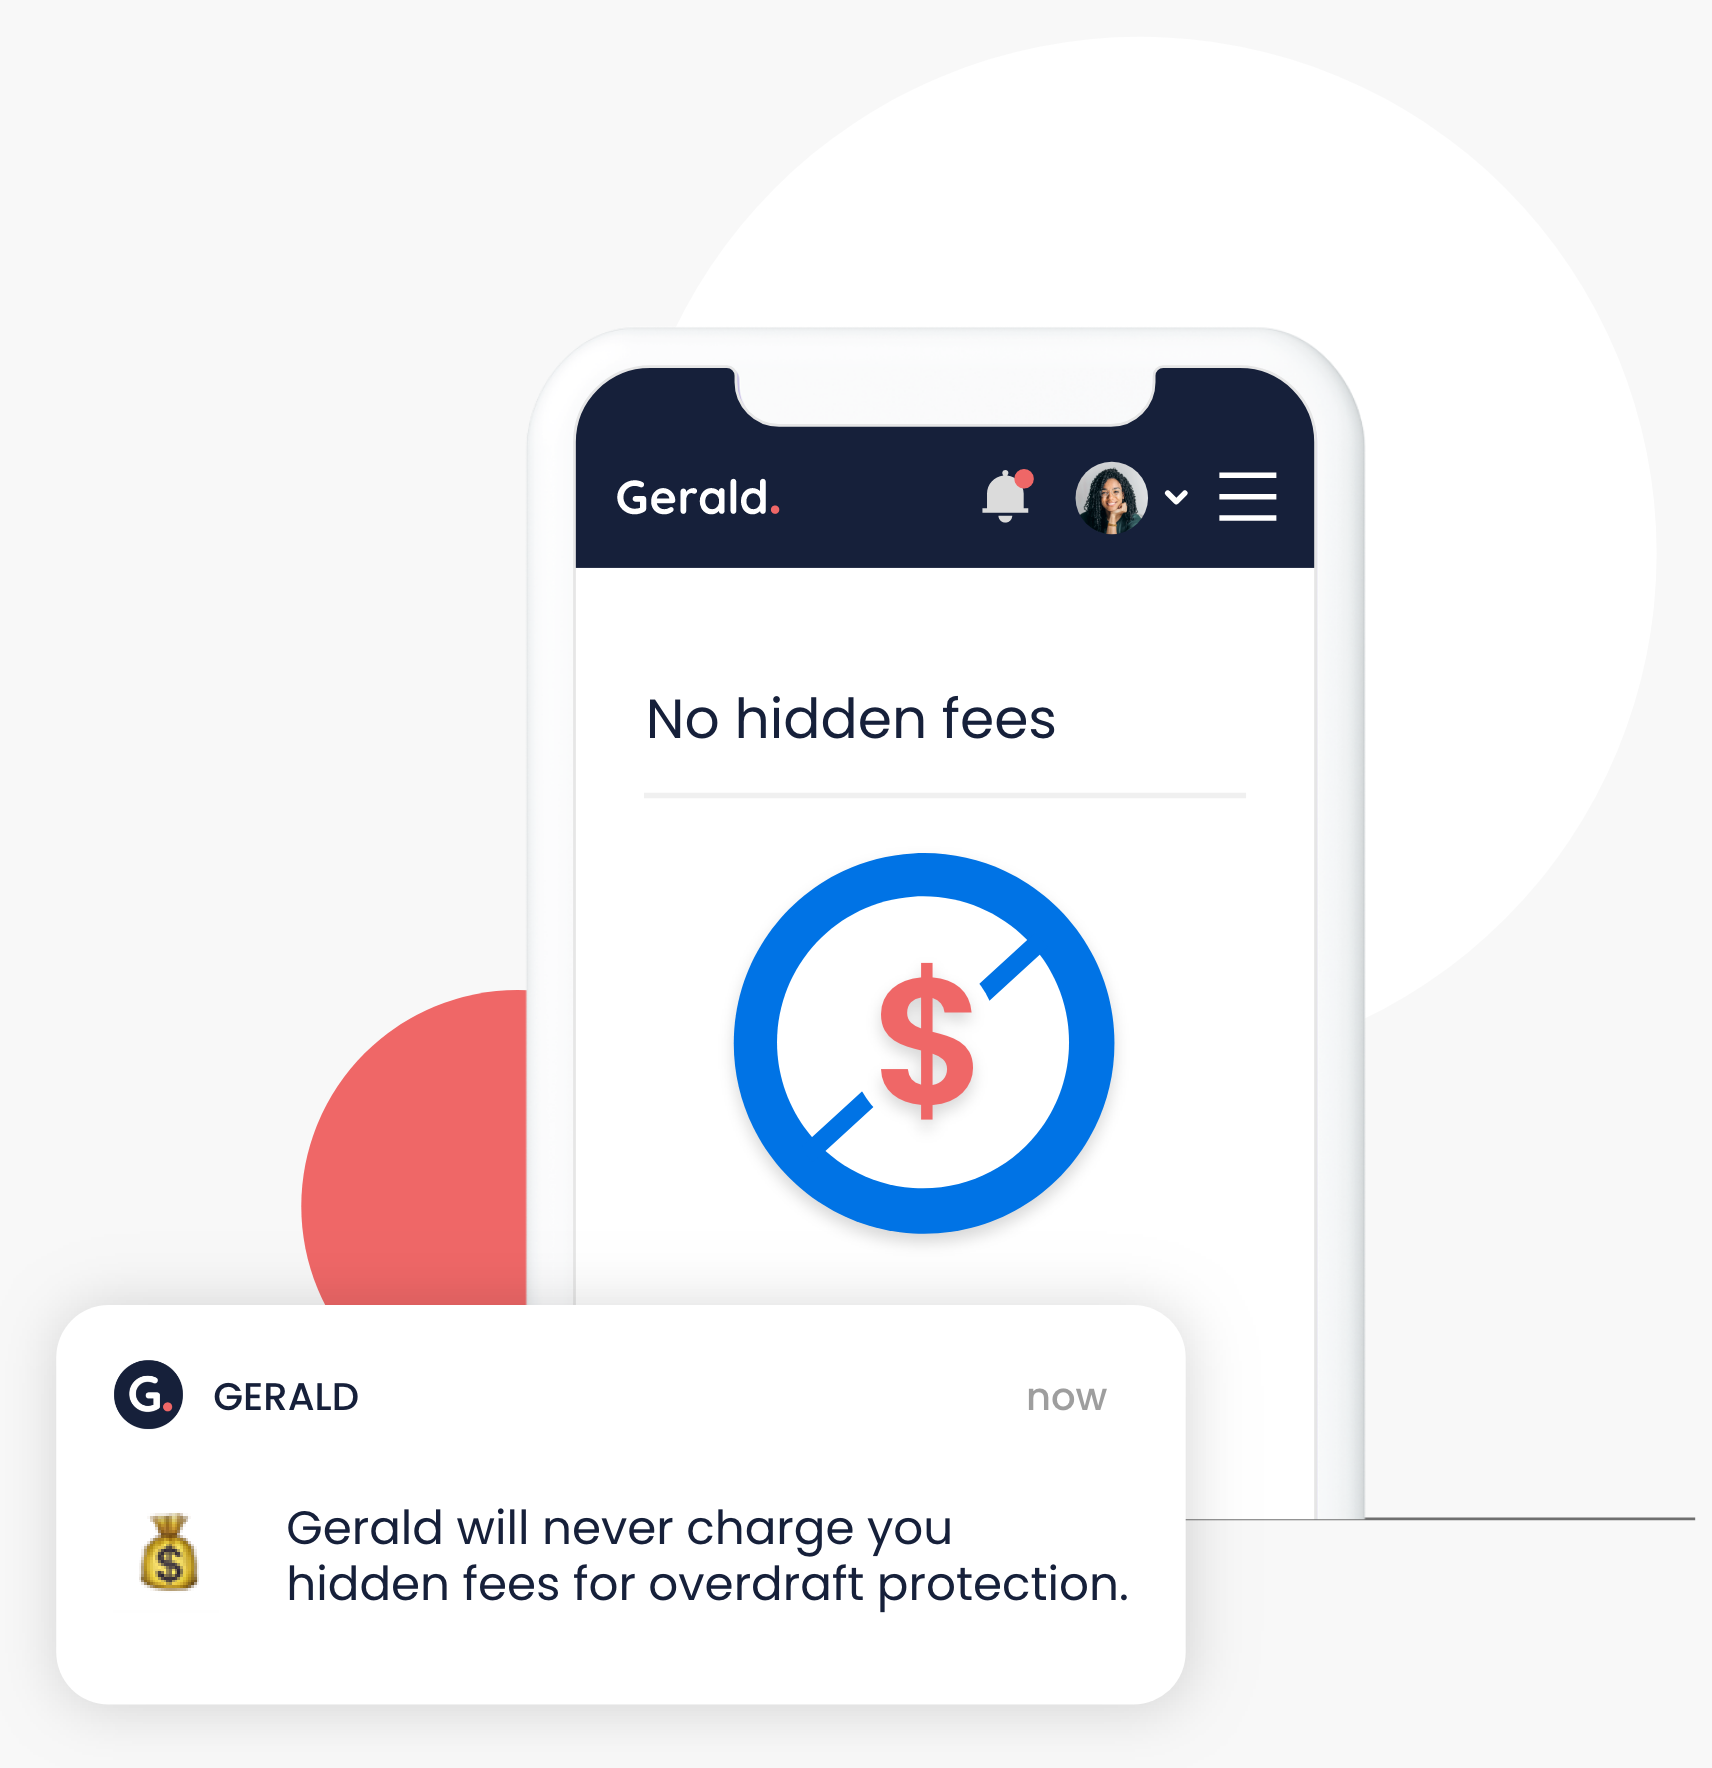 Gerald.
No hidden fees
$
G.
GERALD
now
$
Gerald will never charge you
hidden fees for overdraft protection.